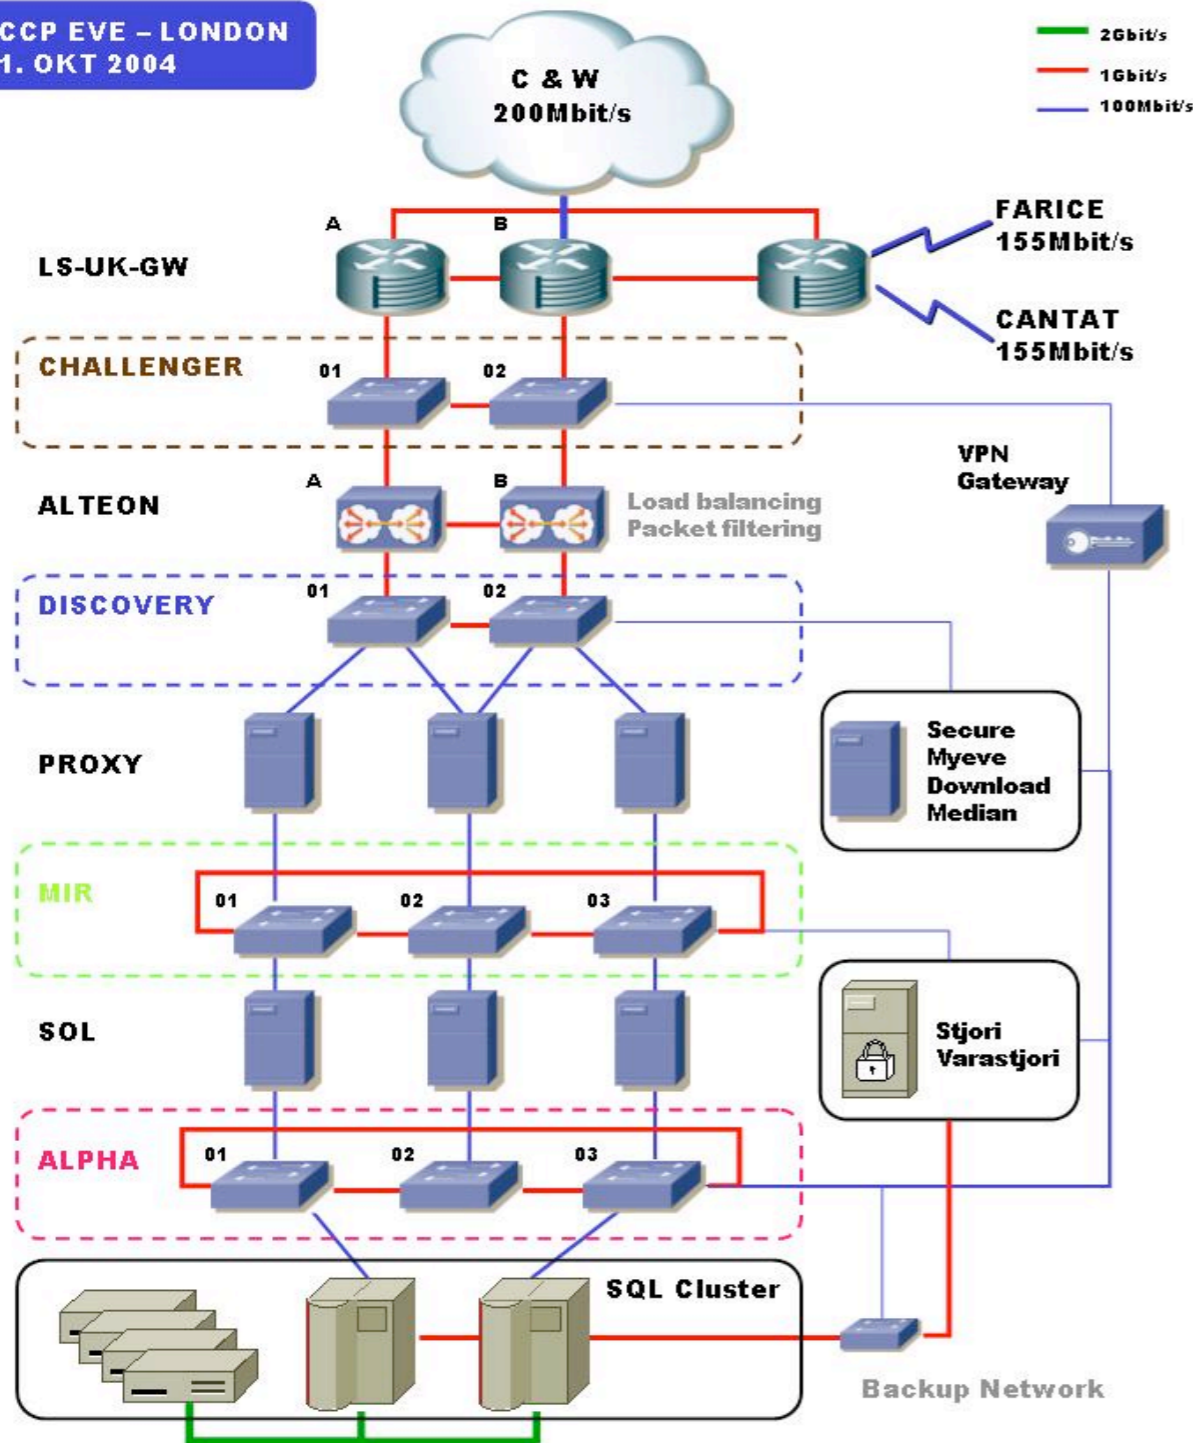 CCP EVE – LONDON
1. OKT 2004
C & W
200Mbit/s
2Gbit/s
1Gbit/s
100Mbit/s
A
B
FARICE
155Mbit/s
LS-UK-GW
CANTAT
155Mbit/s
CHALLENGER
01
02
VPN
Gateway
ALTEON
A
B
Load balancing
Packet filtering
DISCOVERY
01
02
PROXY
Secure
Myeve
Download
Median
MIR
01
02
03
SOL
Stjori
Varastjori
ALPHA
01
02
03
SQL Cluster
Backup Network